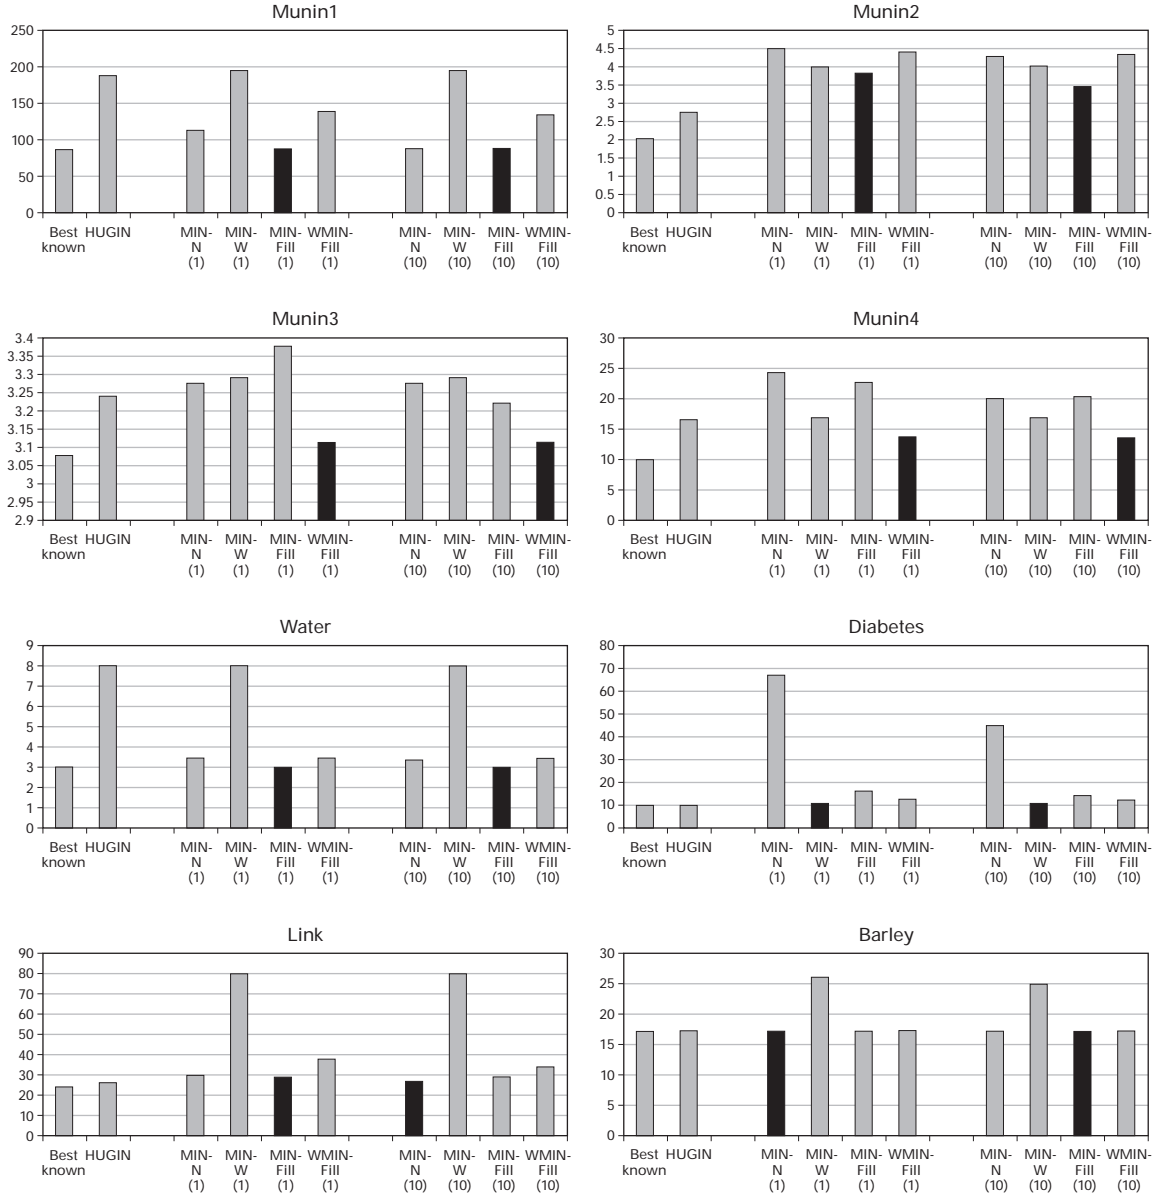 Munin1
250
200
150
100
50
0
Best HUGIN MIN- MIN- MIN- WMIN- MIN- MIN- MIN- WMIN-
known N W Fill Fill N W Fill Fill
(1) (1) (1) (1) (10) (10) (10) (10)
Munin2
5
4.5
4
3.5
3
2.5
2
1.5
1
0.5
0
Best HUGIN MIN- MIN- MIN- WMIN- MIN- MIN- MIN- WMIN-
known N W Fill Fill N W Fill Fill
(1) (1) (1) (1) (10) (10) (10) (10)
Munin3
3.4
3.35
3.3
3.25
3.2
3.15
3.1
3.05
3
2.95
2.9
Best HUGIN MIN- MIN- MIN- WMIN- MIN- MIN- MIN- WMIN-
known N W Fill Fill N W Fill Fill
(1) (1) (1) (1) (10) (10) (10) (10)
Munin4
30
25
20
15
10
5
0
Best HUGIN MIN- MIN- MIN- WMIN- MIN- MIN- MIN- WMIN-
known N W Fill Fill N W Fill Fill
(1) (1) (1) (1) (10) (10) (10) (10)
Water
9
8
7
6
5
4
3
2
1
0
Best HUGIN MIN- MIN- MIN- WMIN- MIN- MIN- MIN- WMIN-
known N W Fill Fill N W Fill Fill
(1) (1) (1) (1) (10) (10) (10) (10)
Diabetes
80
70
60
50
40
30
20
10
0
Best HUGIN MIN- MIN- MIN- WMIN- MIN- MIN- MIN- WMIN-
known N W Fill Fill N W Fill Fill
(1) (1) (1) (1) (10) (10) (10) (10)
Link
90
80
70
60
50
40
30
20
10
0
Best HUGIN MIN- MIN- MIN- WMIN- MIN- MIN- MIN- WMIN-
known N W Fill Fill N W Fill Fill
(1) (1) (1) (1) (10) (10) (10) (10)
Barley
30
25
20
15
10
5
0
Best HUGIN MIN- MIN- MIN- WMIN- MIN- MIN- MIN- WMIN-
known N W Fill Fill N W Fill Fill
(1) (1) (1) (1) (10) (10) (10) (10)